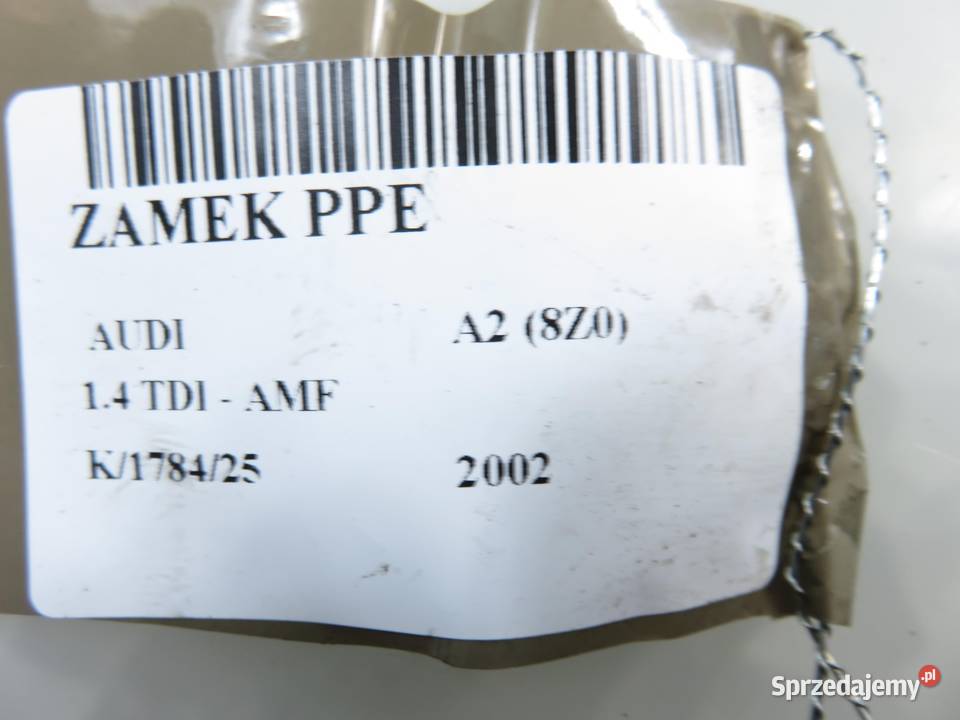 ZAMEK PPE
AUDI A2 (8Z0)
1.4 TDI - AMF
K/1784/25 2002
Sprzedajemy.pl